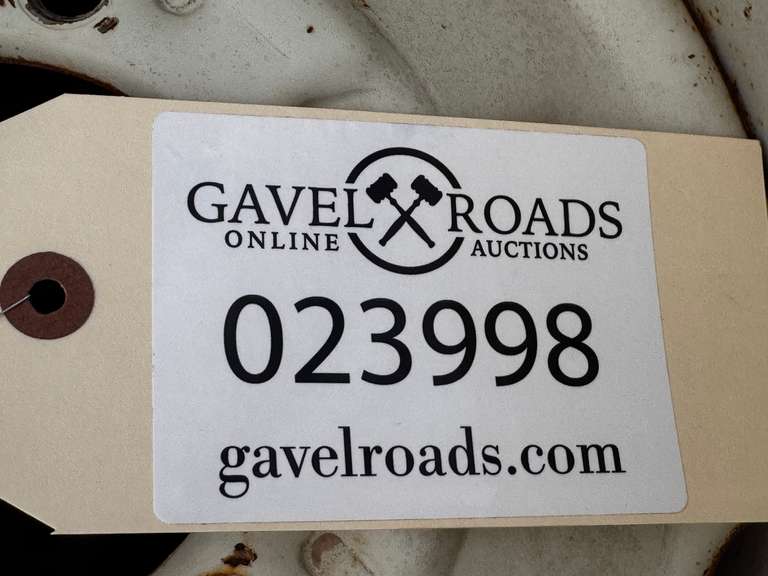 GAVEL ROADS
ONLINE AUCTIONS
023998
gavelroads.com